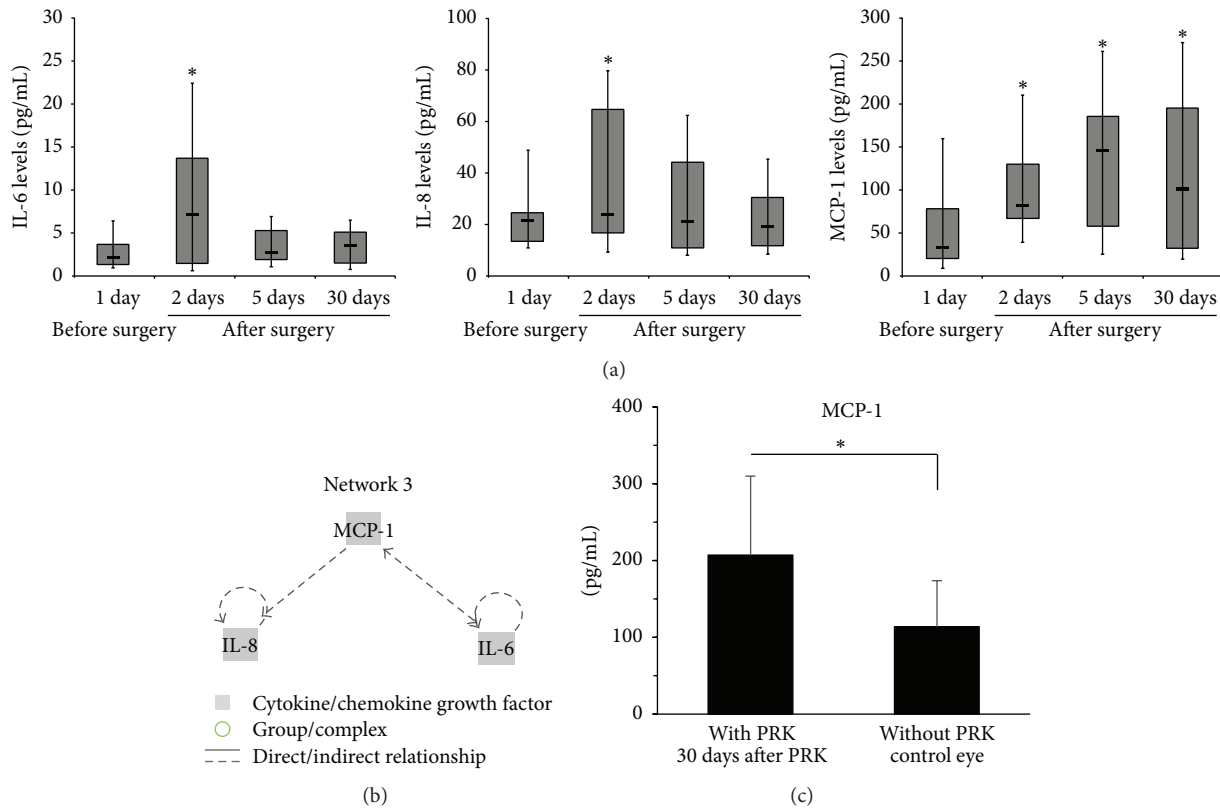 IL-6 levels (pg/mL)
30
25
20
15
10
5
0
*
1 day
2 days
5 days
30 days
Before surgery
After surgery
IL-8 levels (pg/mL)
100
80
60
40
20
0
*
1 day
2 days
5 days
30 days
Before surgery
After surgery
MCP-1 levels (pg/mL)
300
250
200
150
100
50
0
*
*
*
1 day
2 days
5 days
30 days
Before surgery
After surgery
(a)
Network 3
MCP-1
IL-8
IL-6
Cytokine/chemokine growth factor
Group/complex
Direct/indirect relationship
(b)
MCP-1
*
(pg/mL)
400
300
200
100
0
With PRK
30 days after PRK
Without PRK
control eye
(c)